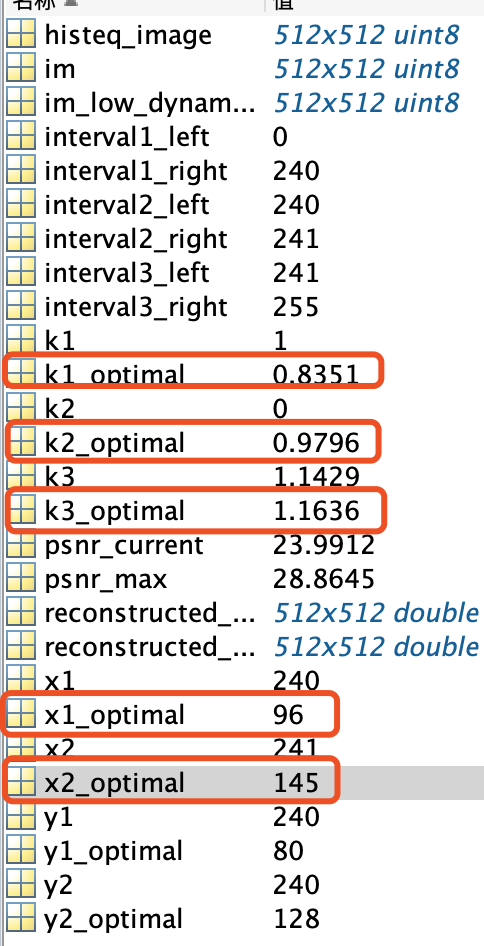 名称 值
histeq_image 512x512 uint8
im 512x512 uint8
im_low_dynam... 512x512 uint8
interval1_left 0
interval1_right 240
interval2_left 240
interval2_right 241
interval3_left 241
interval3_right 255
k1 1
k1_optimal 0.8351
k2 0
k2_optimal 0.9796
k3 1.1429
k3_optimal 1.1636
psnr_current 23.9912
psnr_max 28.8645
reconstructed_... 512x512 double
reconstructed_... 512x512 double
x1 240
x1_optimal 96
x2 241
x2_optimal 145
y1 240
y1_optimal 80
y2 240
y2_optimal 128